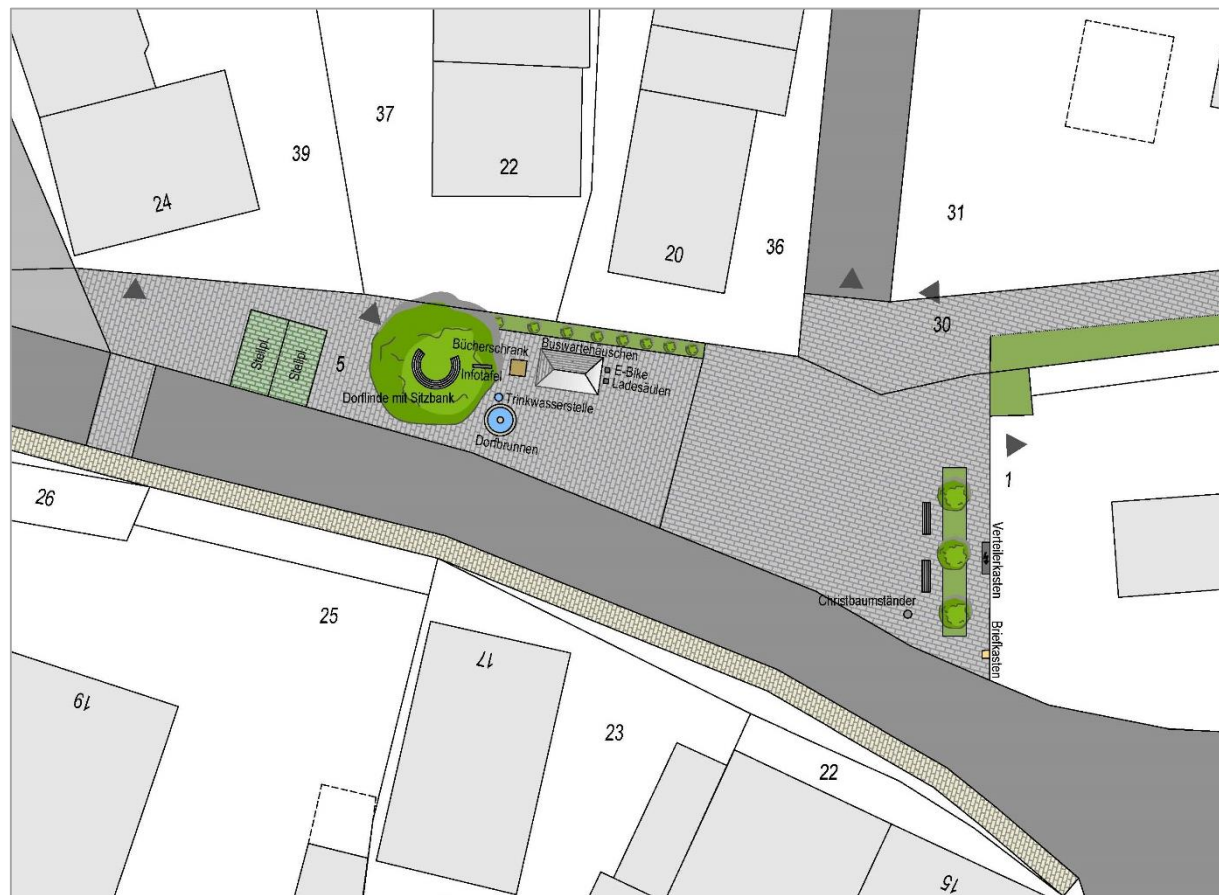 37
39
22
24
20
36
31
30
Stellpl.
Stellpl.
5
Bücherschrank
Buswartehäuschen
Infotafel
E-Bike
Ladesäulen
Dorflinde mit Sitzbank
Trinkwasserstelle
Dorfbrunnen
1
26
Verteilerkasten
Christbaumständer
Briefkasten
25
17
19
23
22
15